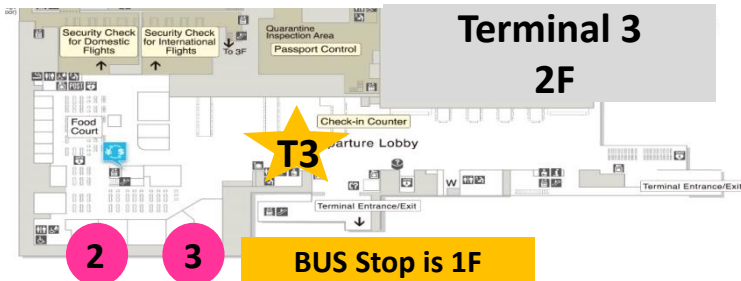 Terminal 3
2F
Security Check
for Domestic
Flights
Security Check
for International
Flights
To 3F
Quarantine
Inspection Area
Passport Control
Food
Court
Check-in Counter
T3
parture Lobby
W
Terminal Entrance/Exit
Terminal Entrance/Exit
2
3
BUS Stop is 1F